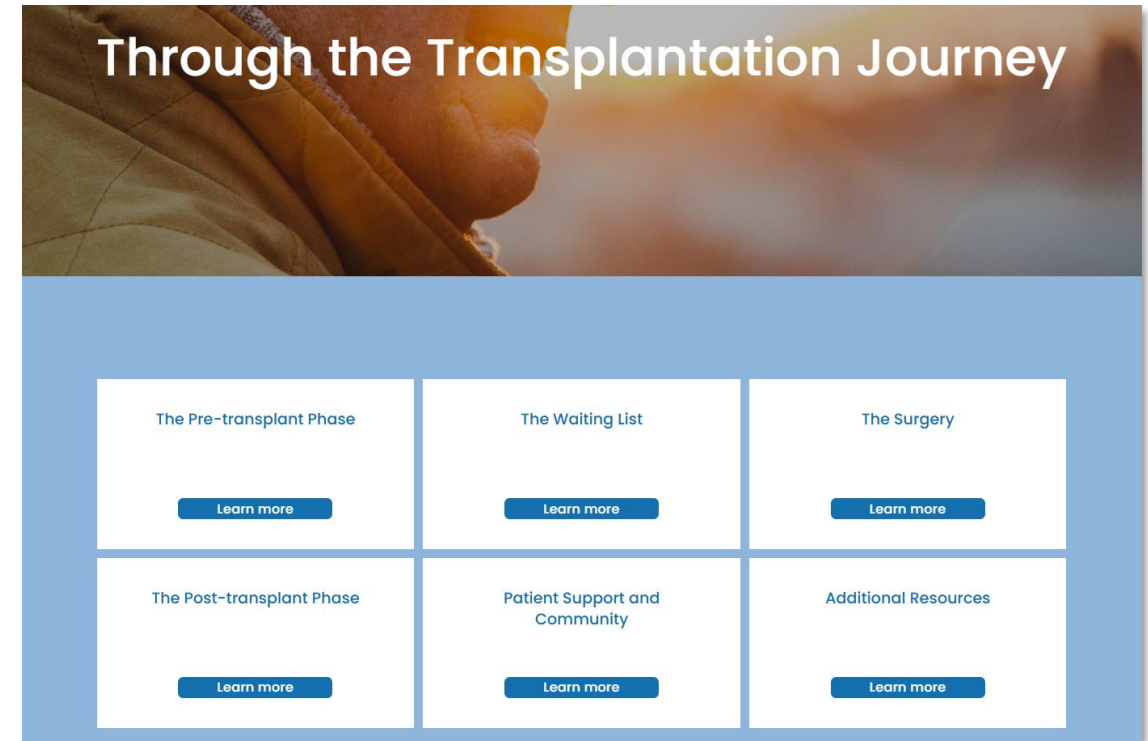 Through the Transplantation Journey
The Pre-transplant Phase
Learn more
The Waiting List
Learn more
The Surgery
Learn more
The Post-transplant Phase
Learn more
Patient Support and
Community
Learn more
Additional Resources
Learn more